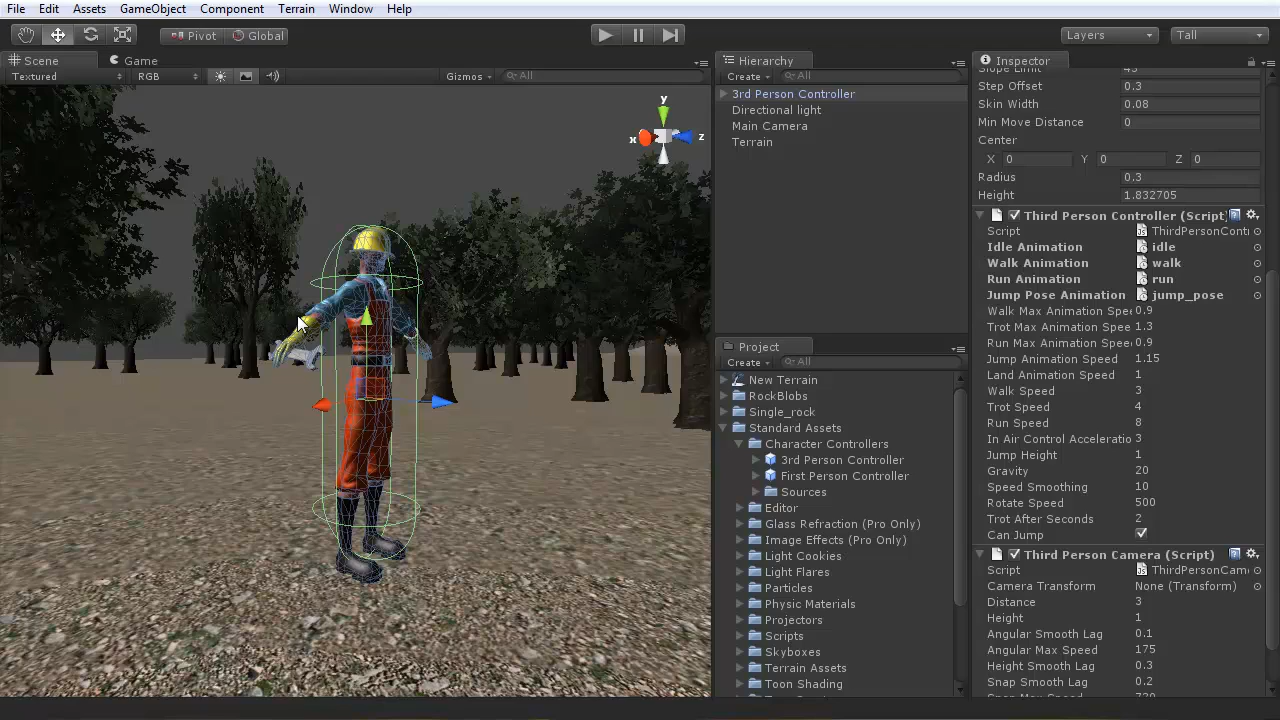 File Edit Assets GameObject Component Terrain Window Help
Pivot Global Layers Tall
Scene Game
Textured RGB Gizmos All
y
x z
Hierarchy
Create All
3rd Person Controller
Directional light
Main Camera
Terrain
Project
Create All
New Terrain
RockBlobs
Single_rock
Standard Assets
Character Controllers
3rd Person Controller
First Person Controller
Sources
Editor
Glass Refraction (Pro Only)
Image Effects (Pro Only)
Light Cookies
Light Flares
Particles
Physic Materials
Projectors
Scripts
Skyboxes
Terrain Assets
Toon Shading
Inspector
Step Offset 0.3
Skin Width 0.08
Min Move Distance 0
Center
X 0 Y 0 Z 0
Radius 0.3
Height 1.832705
Third Person Controller (Script)
Script ThirdPersonContr
Idle Animation idle
Walk Animation walk
Run Animation run
Jump Pose Animation jump_pose
Walk Max Animation Spee 0.9
Trot Max Animation Spee 1.3
Run Max Animation Spee 0.9
Jump Animation Speed 1.15
Land Animation Speed 1
Walk Speed 3
Trot Speed 4
Run Speed 8
In Air Control Acceleratio 3
Jump Height 1
Gravity 20
Speed Smoothing 10
Rotate Speed 500
Trot After Seconds 2
Can Jump
Third Person Camera (Script)
Script ThirdPersonCam
Camera Transform None (Transform)
Distance 3
Height 1
Angular Smooth Lag 0.1
Angular Max Speed 175
Height Smooth Lag 0.3
Snap Smooth Lag 0.2